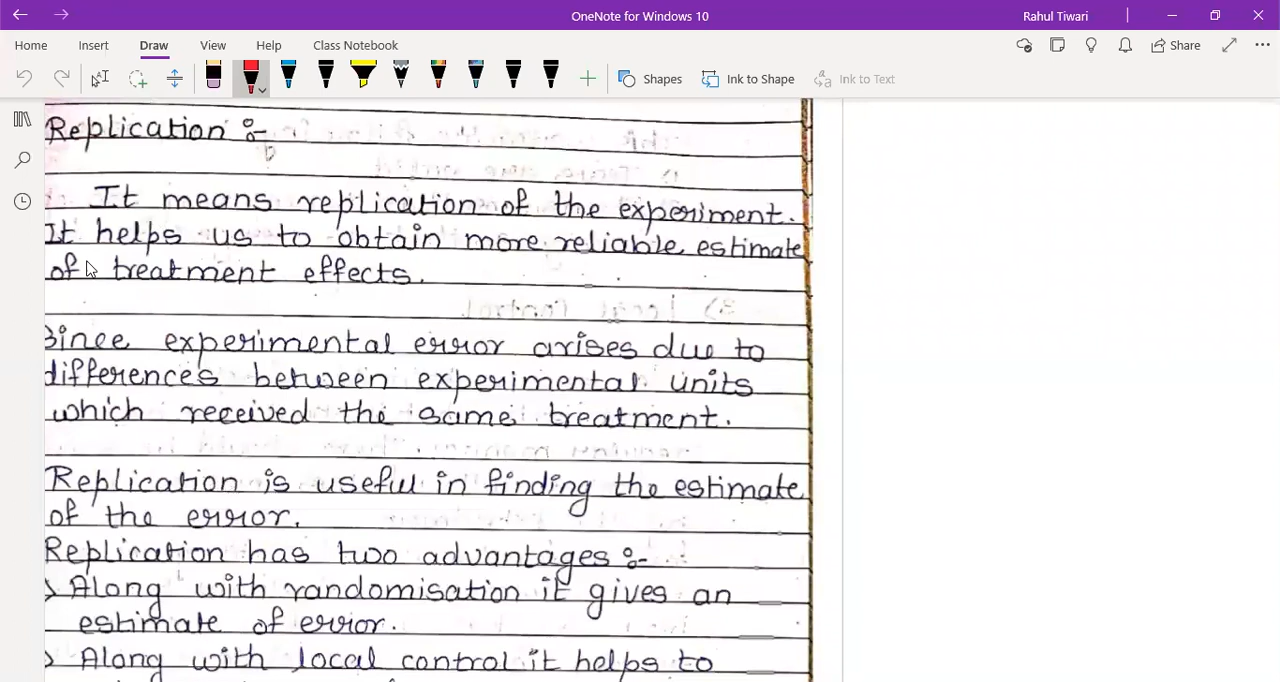 OneNote for Windows 10
Rahul Tiwari
Home Insert Draw View Help Class Notebook
Share
Shapes Ink to Shape Ink to Text
Replication :-
It means replication of the experiment.
It helps us to obtain more reliable estimate
of treatment effects.
Since experimental error arises due to
differences between experimental units
which received the same treatment.
Replication is useful in finding the estimate
of the error.
Replication has two advantages :-
> Along with randomisation it gives an
estimate of error.
> Along with local control it helps to